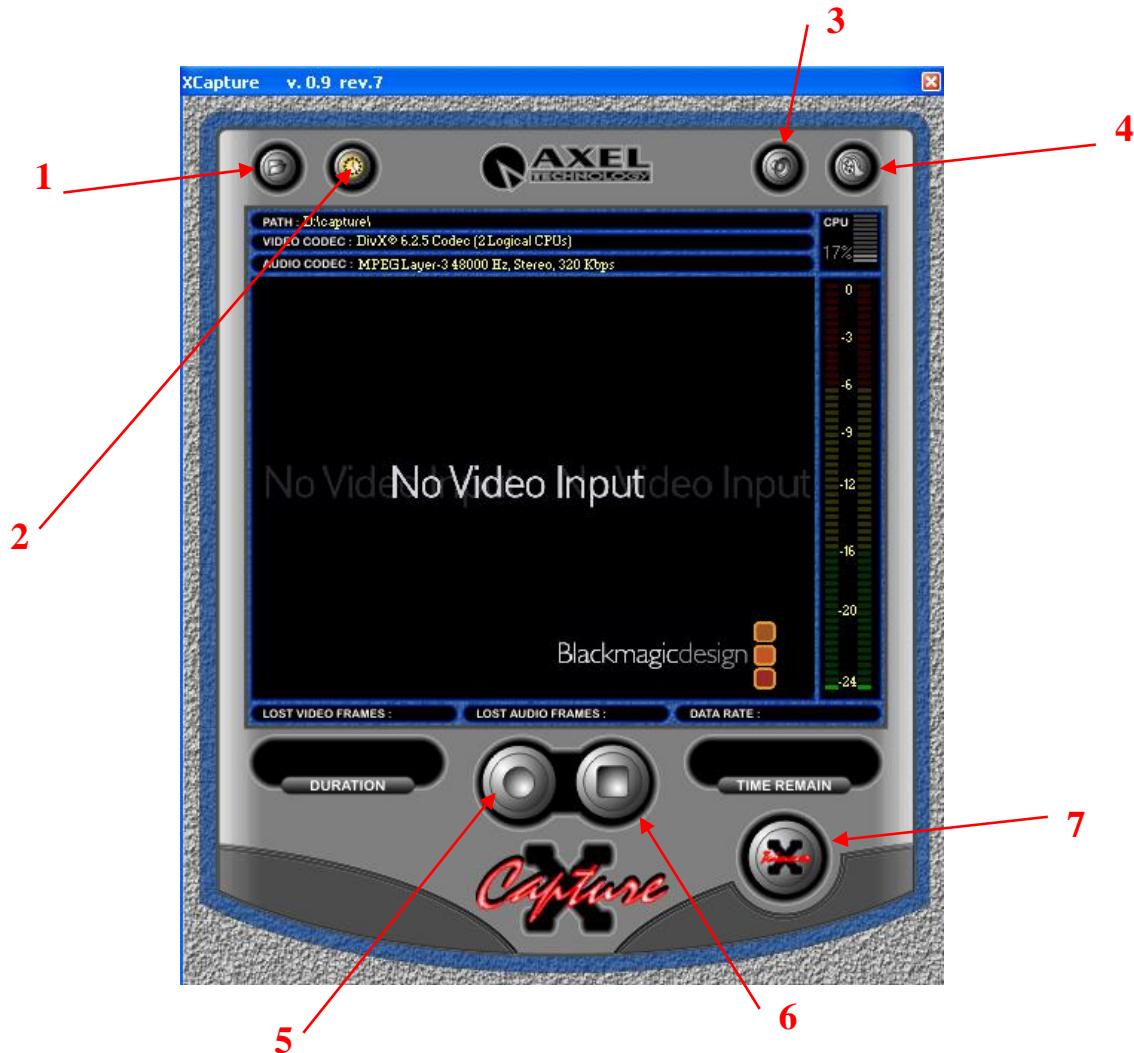 3
XCapture v. 0.9 rev.7
4
1
AXEL
TECHNOLOGY
PATH : D:\capture\
CPU
VIDEO CODEC : DivX® 6.2.5 Codec (2 Logical CPUs)
17%
AUDIO CODEC : MPEG Layer-3 48000 Hz, Stereo, 320 Kbps
0
-3
-6
-9
No Video Input
-12
2
-16
-20
Blackmagicdesign
-24
LOST VIDEO FRAMES : LOST AUDIO FRAMES : DATA RATE :
DURATION
TIME REMAIN
7
X
Capture
5
6